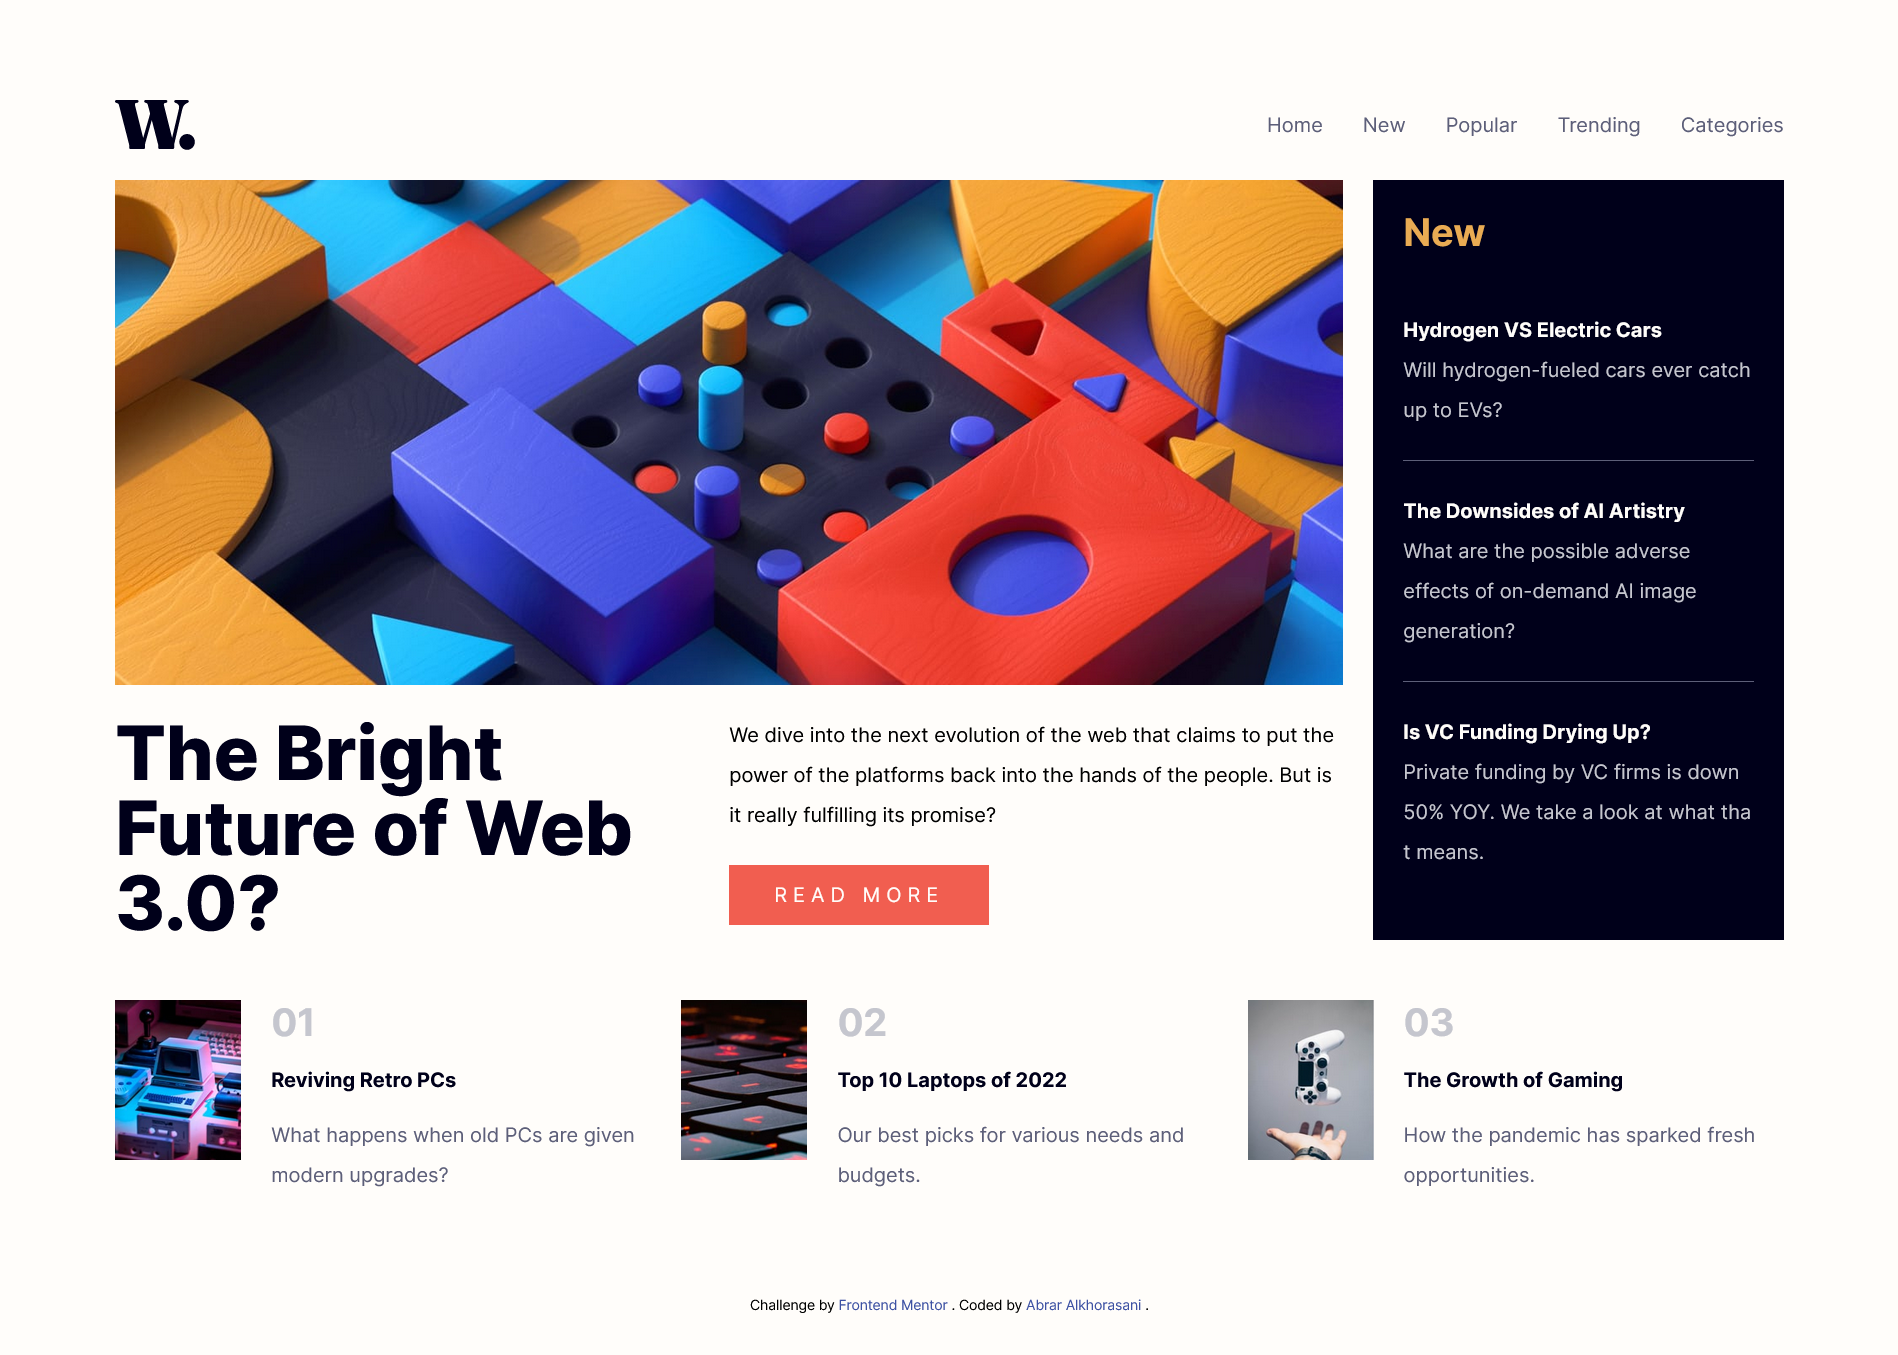 W.
Home New Popular Trending Categories
New
Hydrogen VS Electric Cars
Will hydrogen-fueled cars ever catch
up to EVs?
The Downsides of AI Artistry
What are the possible adverse
effects of on-demand AI image
generation?
Is VC Funding Drying Up?
Private funding by VC firms is down
50% YOY. We take a look at what tha
t means.
The Bright
Future of Web
3.0?
We dive into the next evolution of the web that claims to put the
power of the platforms back into the hands of the people. But is
it really fulfilling its promise?
READ MORE
01
Reviving Retro PCs
What happens when old PCs are given
modern upgrades?
02
Top 10 Laptops of 2022
Our best picks for various needs and
budgets.
03
The Growth of Gaming
How the pandemic has sparked fresh
opportunities.
Challenge by Frontend Mentor . Coded by Abrar Alkhorasani .